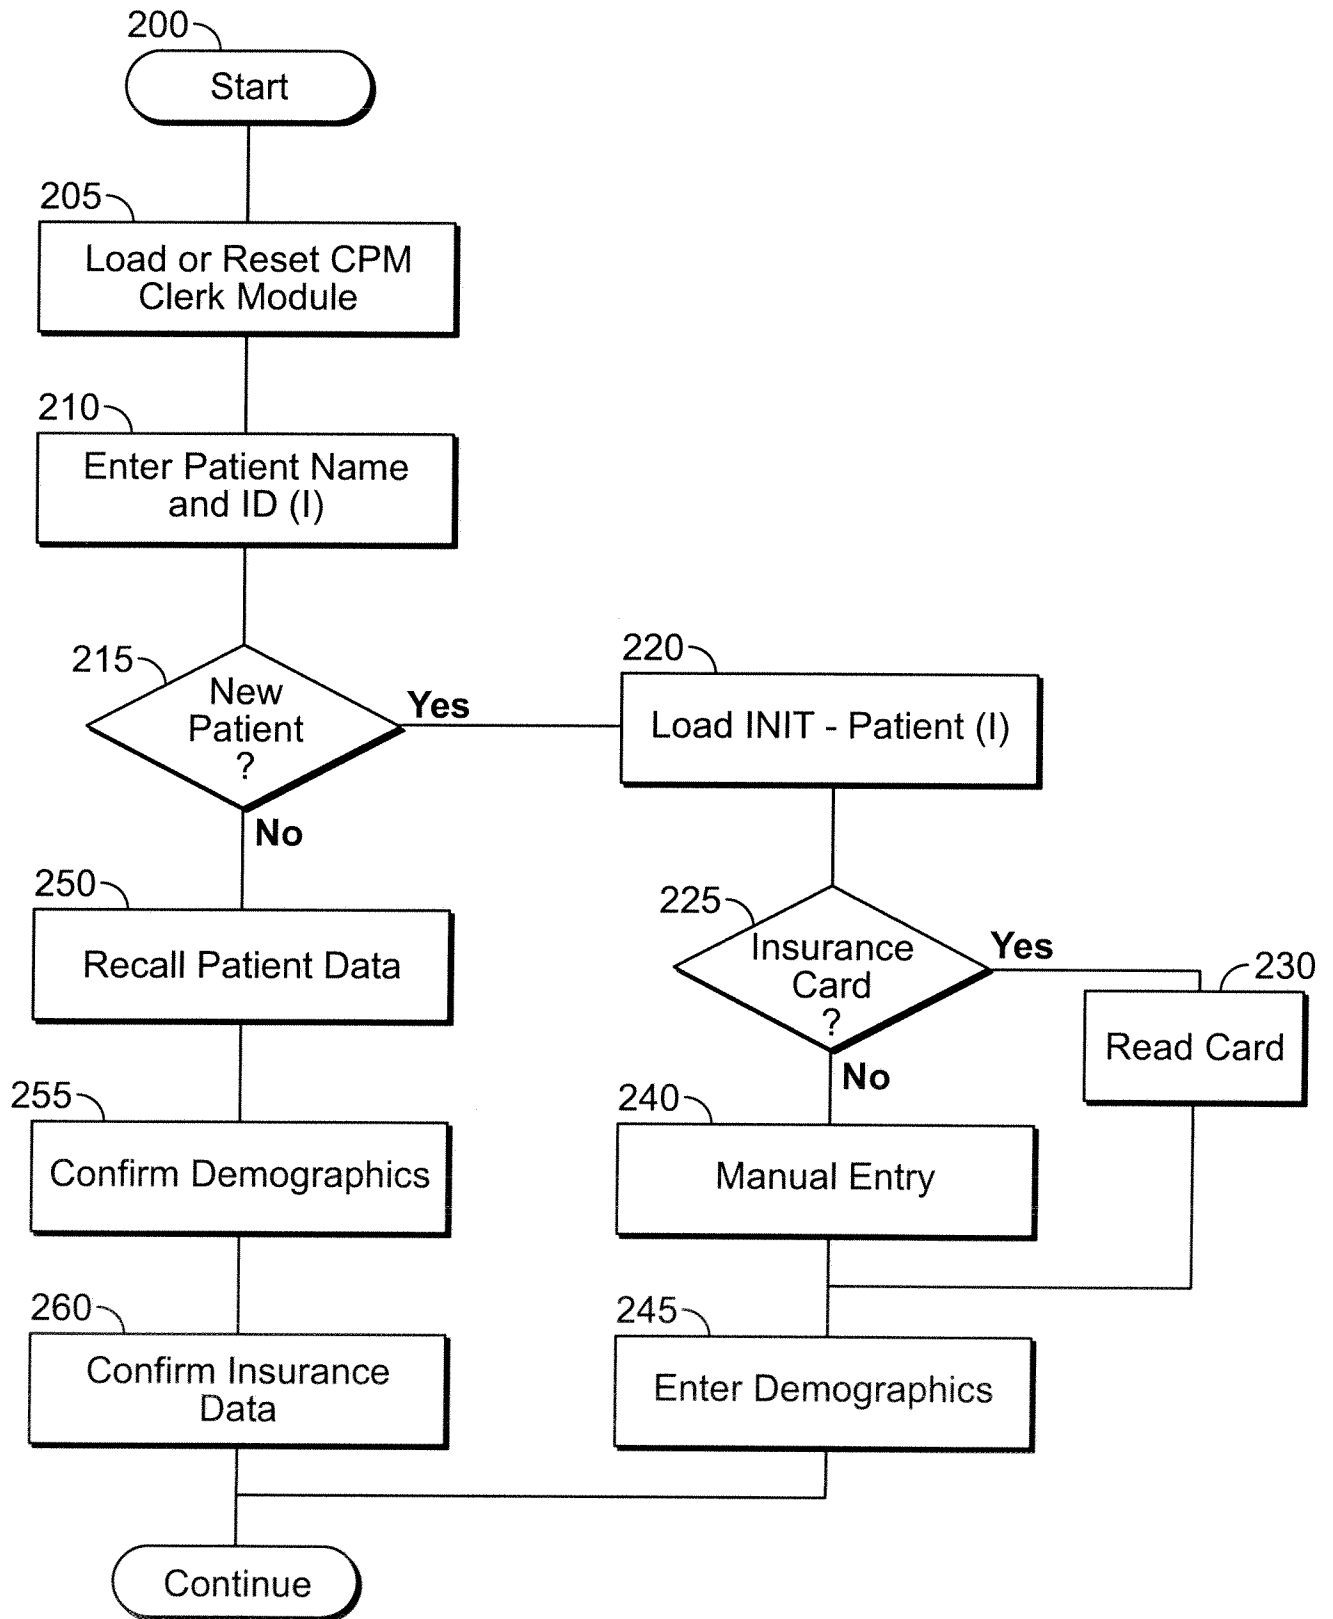 200
Start
205
Load or Reset CPM
Clerk Module
210
Enter Patient Name
and ID (I)
215
New
Patient
?
Yes
No
220
Load INIT - Patient (I)
225
Insurance
Card
?
Yes
No
230
Read Card
240
Manual Entry
245
Enter Demographics
250
Recall Patient Data
255
Confirm Demographics
260
Confirm Insurance
Data
Continue